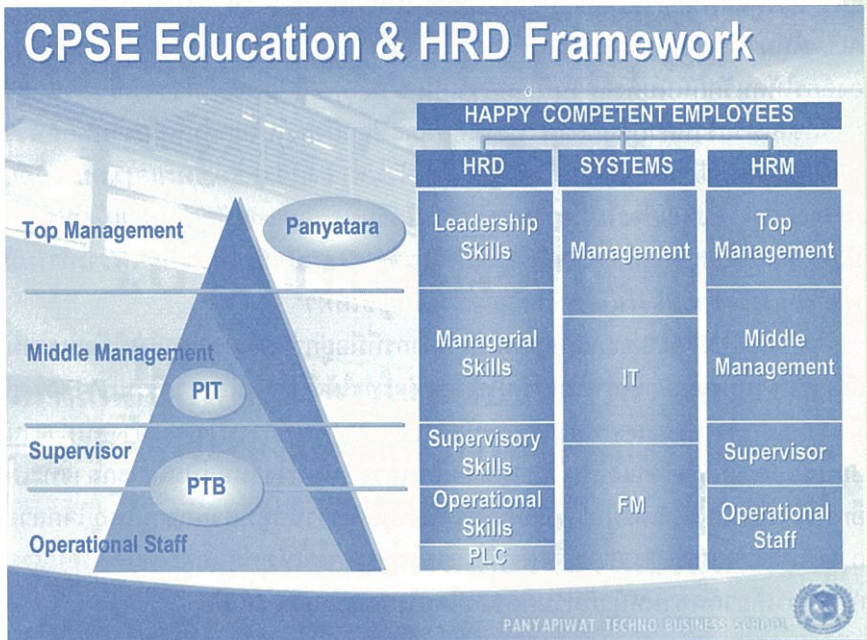 CPSE Education & HRD Framework
HAPPY COMPETENT EMPLOYEES
HRD
SYSTEMS
HRM
Top Management
Panyatara
Middle Management
PIT
Supervisor
PTB
Operational Staff
Leadership
Skills
Managerial
Skills
Supervisory
Skills
Operational
Skills
PLC
Management
IT
FM
Top
Management
Middle
Management
Supervisor
Operational
Staff
PANYAPIWAT TECHNO BUSINESS SCHOOL